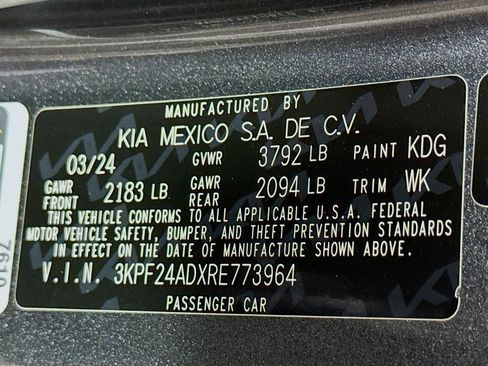 MANUFACTURED BY
KIA MEXICO S.A. DE C.V.
03/24 GVWR 3792 LB PAINT KDG
GAWR FRONT 2183 LB GAWR REAR 2094 LB TRIM WK
THIS VEHICLE CONFORMS TO ALL APPLICABLE U.S.A. FEDERAL
MOTOR VEHICLE SAFETY, BUMPER, AND THEFT PREVENTION STANDARDS
IN EFFECT ON THE DATE OF MANUFACTURE SHOWN ABOVE.
V.I.N. 3KPF24ADXRE773964
PASSENGER CAR
7619